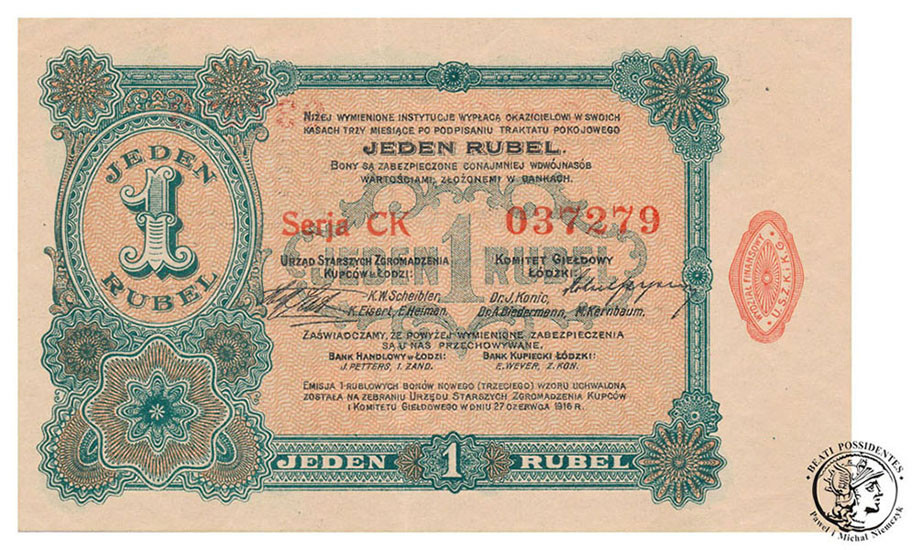 JEDEN
1
RUBEL
NIŻEJ WYMIENIONE INSTYTUCJE WYPŁACĄ OKAZICIELOWI W SWOICH
KASACH TRZY MIESIĄCE PO PODPISANIU TRAKTATU POKOJOWEGO
JEDEN RUBEL.
BONY SĄ ZABEZPIECZONE CONAJMNIEJ WDWÓJNASÓB
WARTOŚCIAMI, ZŁOŻONEMI W BANKACH.
Serja CK 037279
JEDEN 1 RUBEL
URZĄD STARSZYCH ZGROMADZENIA
KUPCÓW w ŁODZI:
K.W. Scheibler,
K. Eisert, E. Heiman.
KOMITET GIEŁDOWY
ŁÓDZKI:
Dr. J. Konic,
Dr. A. Biedermann, M. Kernbaum.
ZAŚWIADCZAMY, ŻE POWYŻEJ WYMIENIONE ZABEZPIECZENIA
SĄ U NAS PRZECHOWYWANE.
BANK HANDLOWY w ŁODZI:
J. PETTERS, I. ZAND.
BANK KUPIECKI ŁÓDZKI:
E. WEVER, Z. KON.
EMISJA 1-RUBLOWYCH BONÓW NOWEGO (TRZECIEGO) WZORU UCHWALONA
ZOSTAŁA NA ZEBRANIU URZĘDU STARSZYCH ZGROMADZENIA KUPCÓW
I KOMITETU GIEŁDOWEGO W DNIU 27 CZERWCA 1916 R.
JEDEN 1 RUBEL
WYDZIAŁ FINANSOWY
U.S.Z.K. i K.G.
BEATI POSSIDENTES
Paweł i Michał Niemczyk